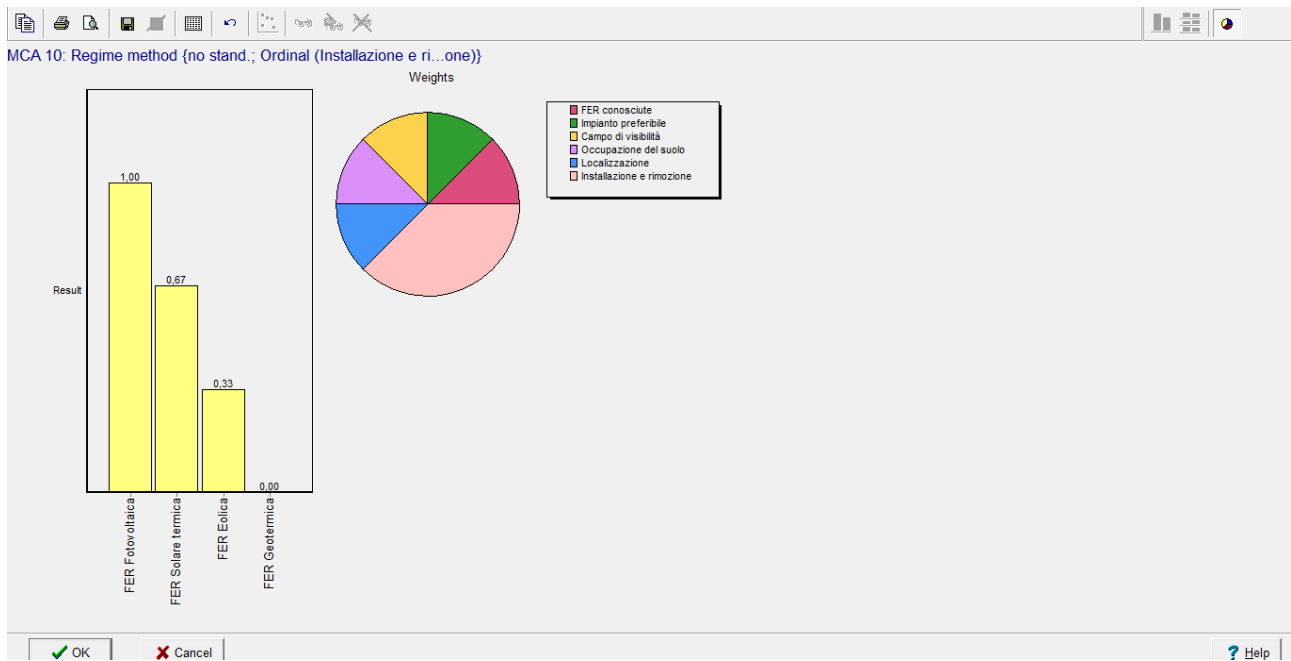 MCA 10: Regime method {no stand.; Ordinal (Installazione e ri...one)}
Weights
FER conosciute
Impianto preferibile
Campo di visibilità
Occupazione del suolo
Localizzazione
Installazione e rimozione
1,00
0,67
0,33
0,00
Result
FER Fotovoltaica
FER Solare termica
FER Eolica
FER Geotermica
OK
Cancel
? Help